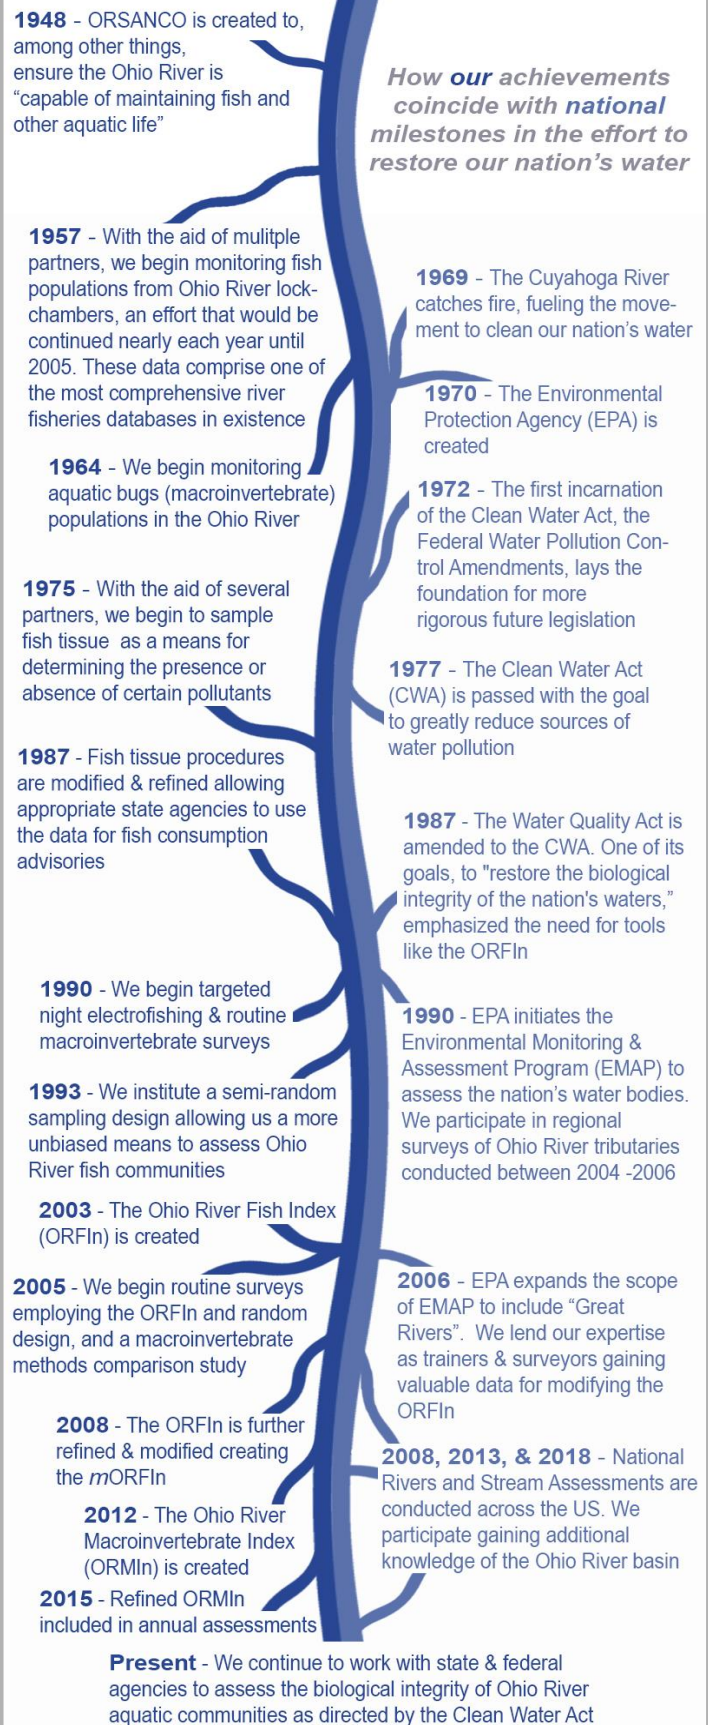 1948 - ORSANCO is created to,
among other things,
ensure the Ohio River is
“capable of maintaining fish and
other aquatic life”
How our achievements
coincide with national
milestones in the effort to
restore our nation’s water
1957 - With the aid of mulitple
partners, we begin monitoring fish
populations from Ohio River lock-
chambers, an effort that would be
continued nearly each year until
2005. These data comprise one of
the most comprehensive river
fisheries databases in existence
1969 - The Cuyahoga River
catches fire, fueling the move-
ment to clean our nation’s water
1970 - The Environmental
Protection Agency (EPA) is
created
1964 - We begin monitoring
aquatic bugs (macroinvertebrate)
populations in the Ohio River
1972 - The first incarnation
of the Clean Water Act, the
Federal Water Pollution Con-
trol Amendments, lays the
foundation for more
rigorous future legislation
1975 - With the aid of several
partners, we begin to sample
fish tissue as a means for
determining the presence or
absence of certain pollutants
1977 - The Clean Water Act
(CWA) is passed with the goal
to greatly reduce sources of
water pollution
1987 - Fish tissue procedures
are modified & refined allowing
appropriate state agencies to use
the data for fish consumption
advisories
1987 - The Water Quality Act is
amended to the CWA. One of its
goals, to "restore the biological
integrity of the nation's waters,”
emphasized the need for tools
like the ORFIn
1990 - We begin targeted
night electrofishing & routine
macroinvertebrate surveys
1990 - EPA initiates the
Environmental Monitoring &
Assessment Program (EMAP) to
assess the nation’s water bodies.
We participate in regional
surveys of Ohio River tributaries
conducted between 2004 -2006
1993 - We institute a semi-random
sampling design allowing us a more
unbiased means to assess Ohio
River fish communities
2003 - The Ohio River Fish Index
(ORFIn) is created
2005 - We begin routine surveys
employing the ORFIn and random
design, and a macroinvertebrate
methods comparison study
2006 - EPA expands the scope
of EMAP to include “Great
Rivers”. We lend our expertise
as trainers & surveyors gaining
valuable data for modifying the
ORFIn
2008 - The ORFIn is further
refined & modified creating
the mORFIn
2008, 2013, & 2018 - National
Rivers and Stream Assessments are
conducted across the US. We
participate gaining additional
knowledge of the Ohio River basin
2012 - The Ohio River
Macroinvertebrate Index
(ORMIn) is created
2015 - Refined ORMIn
included in annual assessments
Present - We continue to work with state & federal
agencies to assess the biological integrity of Ohio River
aquatic communities as directed by the Clean Water Act